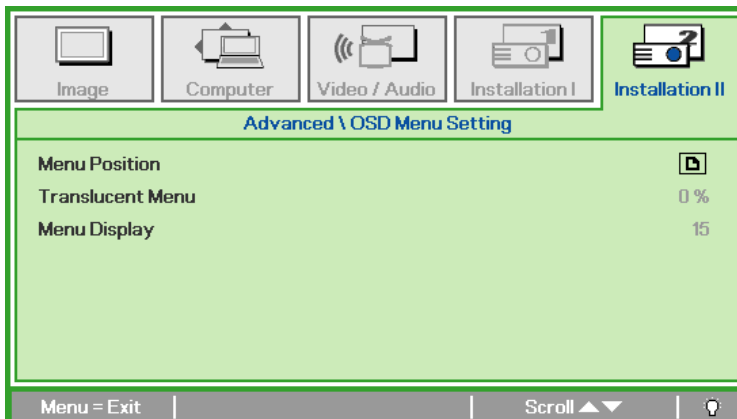 Image Computer Video / Audio Installation I Installation II
Advanced \ OSD Menu Setting
Menu Position
Translucent Menu 0 %
Menu Display 15
Menu = Exit Scroll ▲▼